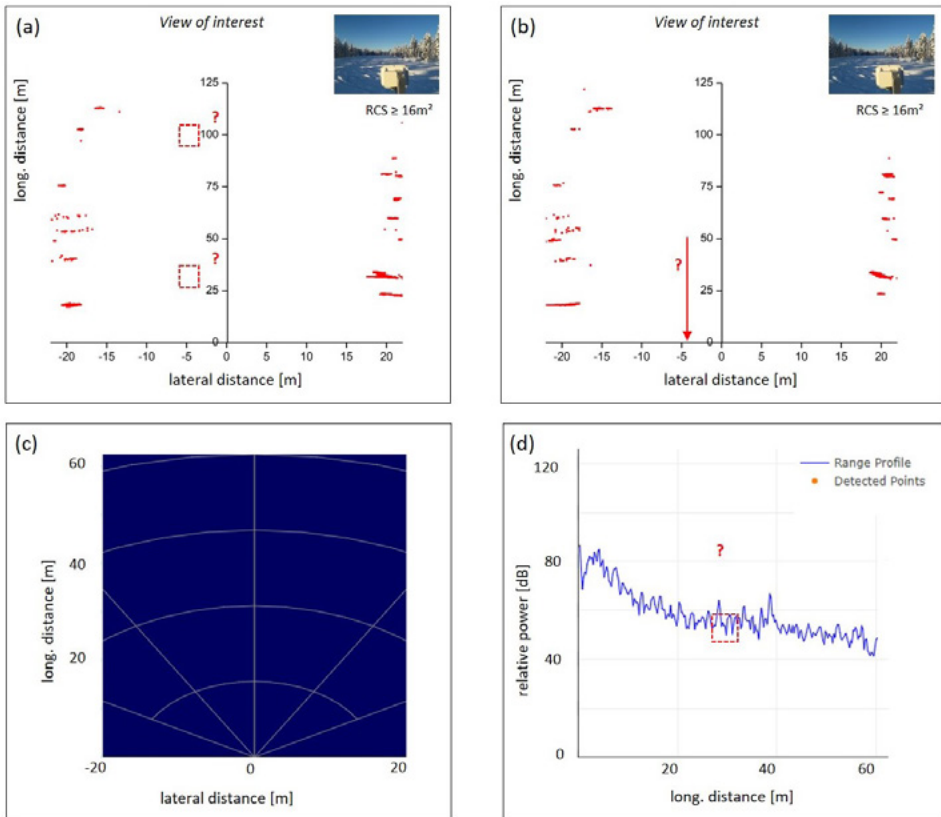 (a)
View of interest
RCS ≥ 16m²
long. distance [m]
125
100
75
50
25
0
?
?
-20
-15
-10
-5
0
5
10
15
20
lateral distance [m]
(b)
View of interest
RCS ≥ 16m²
long. distance [m]
125
100
75
50
25
0
?
-20
-15
-10
-5
0
5
10
15
20
lateral distance [m]
(c)
60
40
20
long. distance [m]
-20
0
20
lateral distance [m]
(d)
120
80
40
0
relative power [dB]
Range Profile
Detected Points
?
20
40
60
long. distance [m]